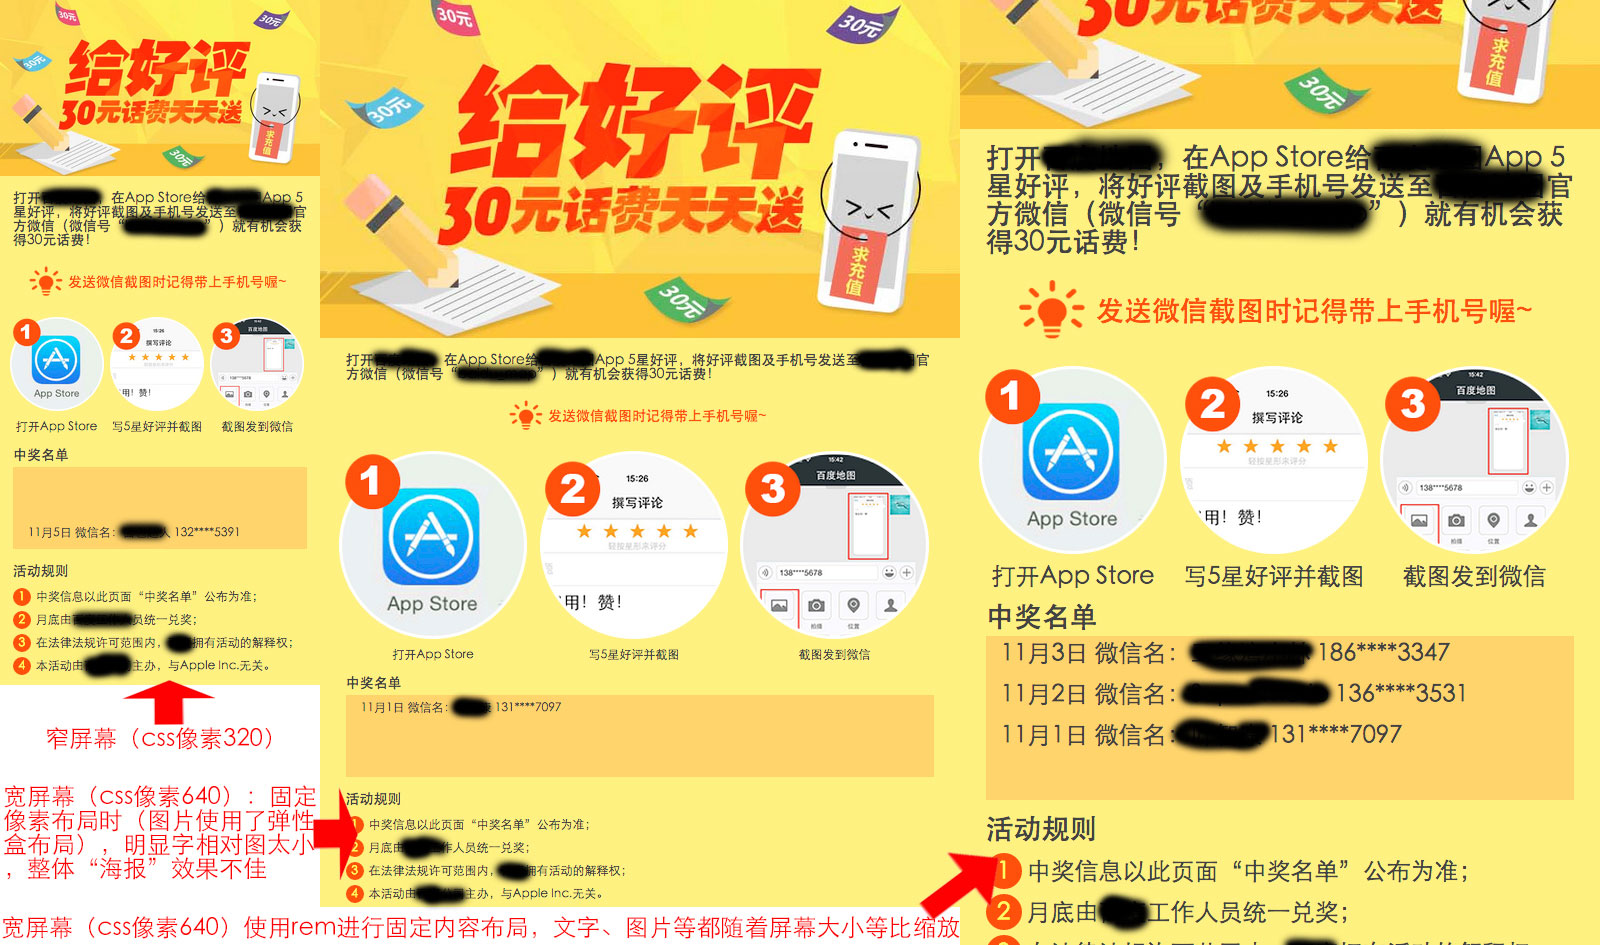 30元
30元
30元
给好评
30元话费天天送
求充值
30元
打开 在App Store给 App 5
星好评，将好评截图及手机号发送至 官
方微信（微信号“ ”）就有机会获
得30元话费！
发送微信截图时记得带上手机号喔~
1
App Store
2
15:26
撰写评论
轻按星形来评分
用！赞！
3
15:42
百度地图
138****5678
打开App Store
写5星好评并截图
截图发到微信
中奖名单
11月5日 微信名： 人 132****5391
活动规则
1 中奖信息以此页面“中奖名单”公布为准；
2 月底由 员统一兑奖；
3 在法律法规许可范围内， 拥有活动的解释权；
4 本活动由 主办，与Apple Inc.无关。
窄屏幕（css像素320）
宽屏幕（css像素640）：固定
像素布局时（图片使用了弹性
盒布局），明显字相对图太小
，整体“海报”效果不佳
30元
30元
30元
给好评
30元话费天天送
求充值
30元
打开 在App Store给 App 5星好评，将好评截图及手机号发送至 官
方微信（微信号“ ”）就有机会获得30元话费！
发送微信截图时记得带上手机号喔~
1
App Store
2
15:26
撰写评论
轻按星形来评分
用！赞！
3
15:42
百度地图
138****5678
拍摄
位置
打开App Store
写5星好评并截图
截图发到微信
中奖名单
11月1日 微信名： 131****7097
活动规则
1 中奖信息以此页面“中奖名单”公布为准；
2 月底由 工作人员统一兑奖；
3 在法律法规许可范围内， 拥有活动的解释权；
4 本活动由 主办，与Apple Inc.无关。
宽屏幕（css像素640）使用rem进行固定内容布局，文字、图片等都随着屏幕大小等比缩放
30元话费天天送
求充值
30元
打开 ，在App Store给 App 5
星好评，将好评截图及手机号发送至 官
方微信（微信号“ ”）就有机会获
得30元话费！
发送微信截图时记得带上手机号喔~
1
App Store
2
15:26
撰写评论
轻按星形来评分
用！赞！
3
15:42
百度地图
138****5678
拍摄
位置
打开App Store
写5星好评并截图
截图发到微信
中奖名单
11月3日 微信名： 186****3347
11月2日 微信名： 136****3531
11月1日 微信名： 131****7097
活动规则
1 中奖信息以此页面“中奖名单”公布为准；
2 月底由 工作人员统一兑奖；